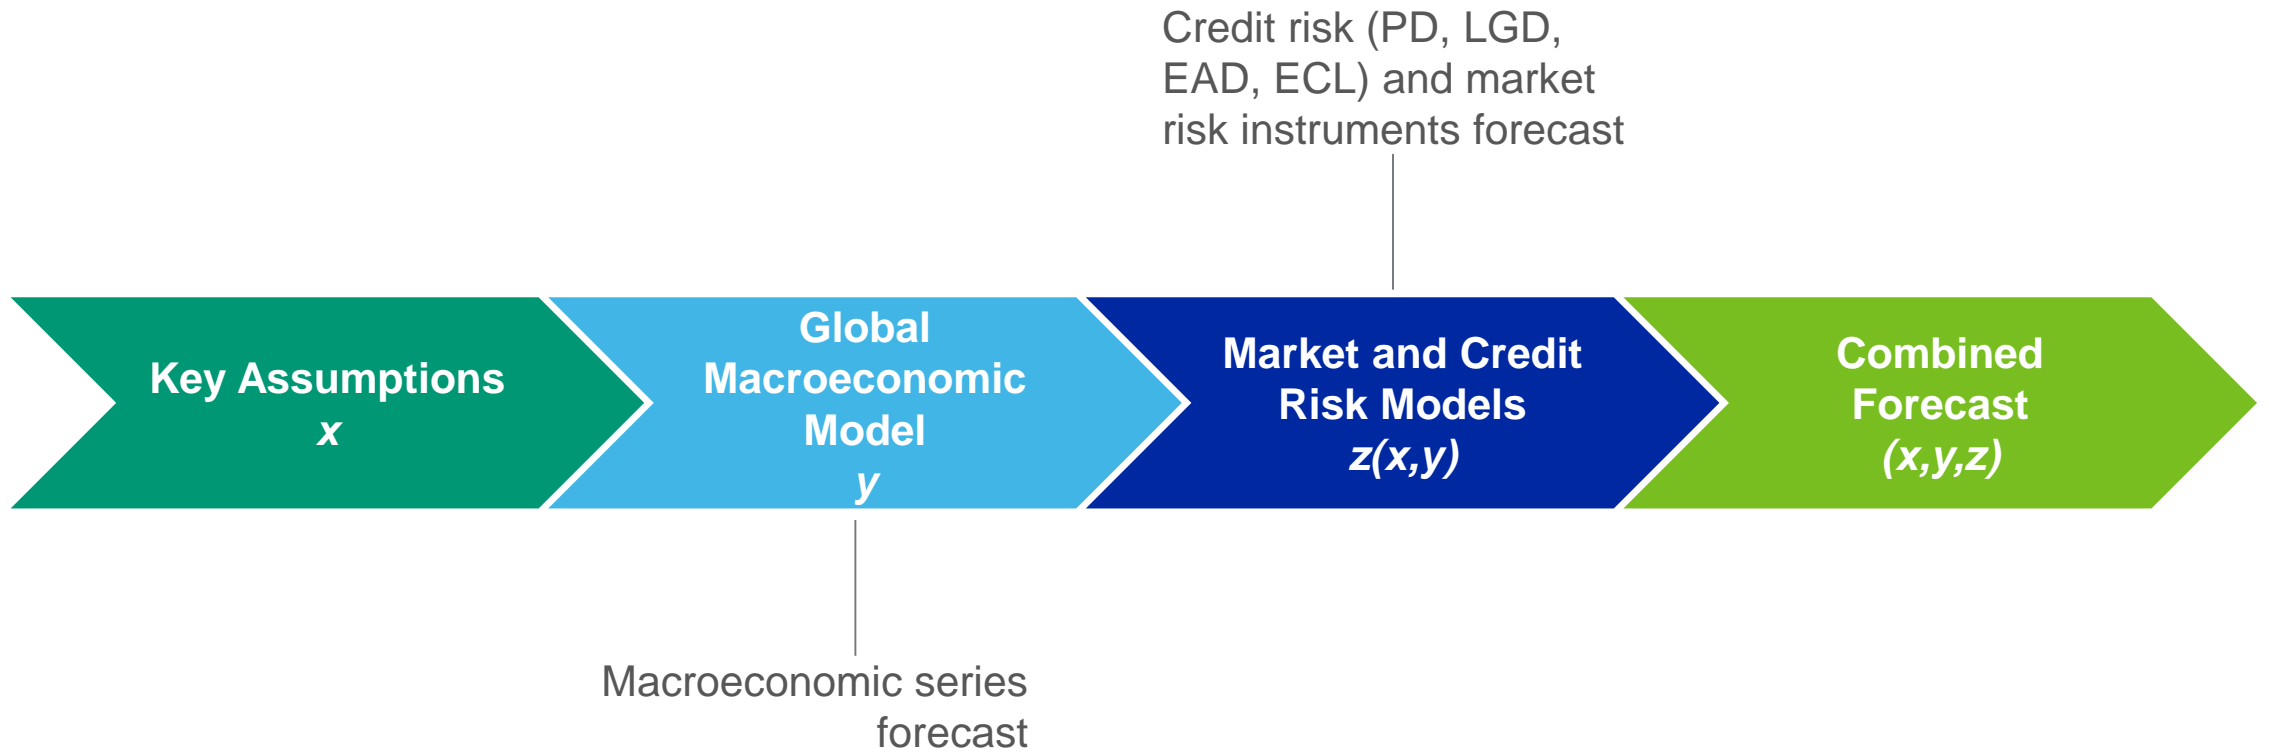 Credit risk (PD, LGD,
EAD, ECL) and market
risk instruments forecast
Key Assumptions
x
Global
Macroeconomic
Model
y
Market and Credit
Risk Models
z(x,y)
Combined
Forecast
(x,y,z)
Macroeconomic series
forecast